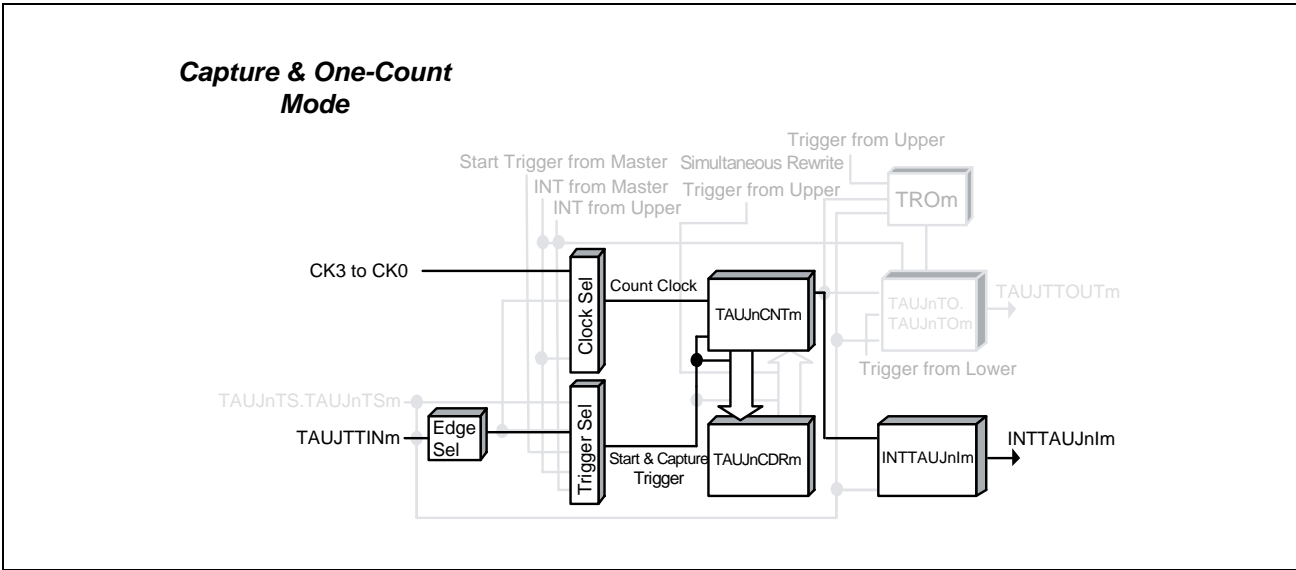 Capture & One-Count
Mode
Trigger from Upper
Start Trigger from Master
Simultaneous Rewrite
INT from Master
Trigger from Upper
INT from Upper
TROm
CK3 to CK0
Clock Sel
Count Clock
TAUJnCNTm
TAUJnTO.
TAUJnTOm
TAUJTTOUTm
Trigger from Lower
TAUJnTS.TAUJnTSm
TAUJTTINm
Edge
Sel
Trigger Sel
Start & Capture
Trigger
TAUJnCDRm
INTTAUJnIm
INTTAUJnIm